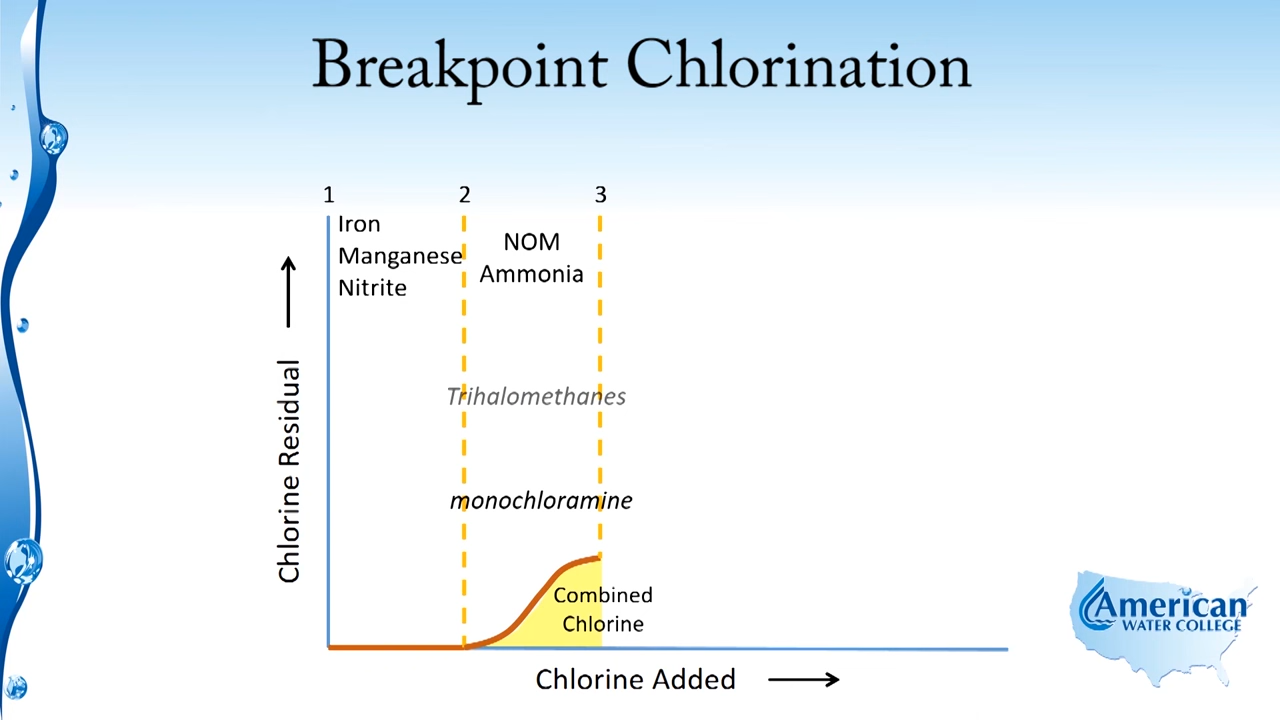 Breakpoint Chlorination
1
2
3
Iron
Manganese
Nitrite
NOM
Ammonia
Trihalomethanes
monochloramine
Combined
Chlorine
Chlorine Residual
Chlorine Added
American
WATER COLLEGE